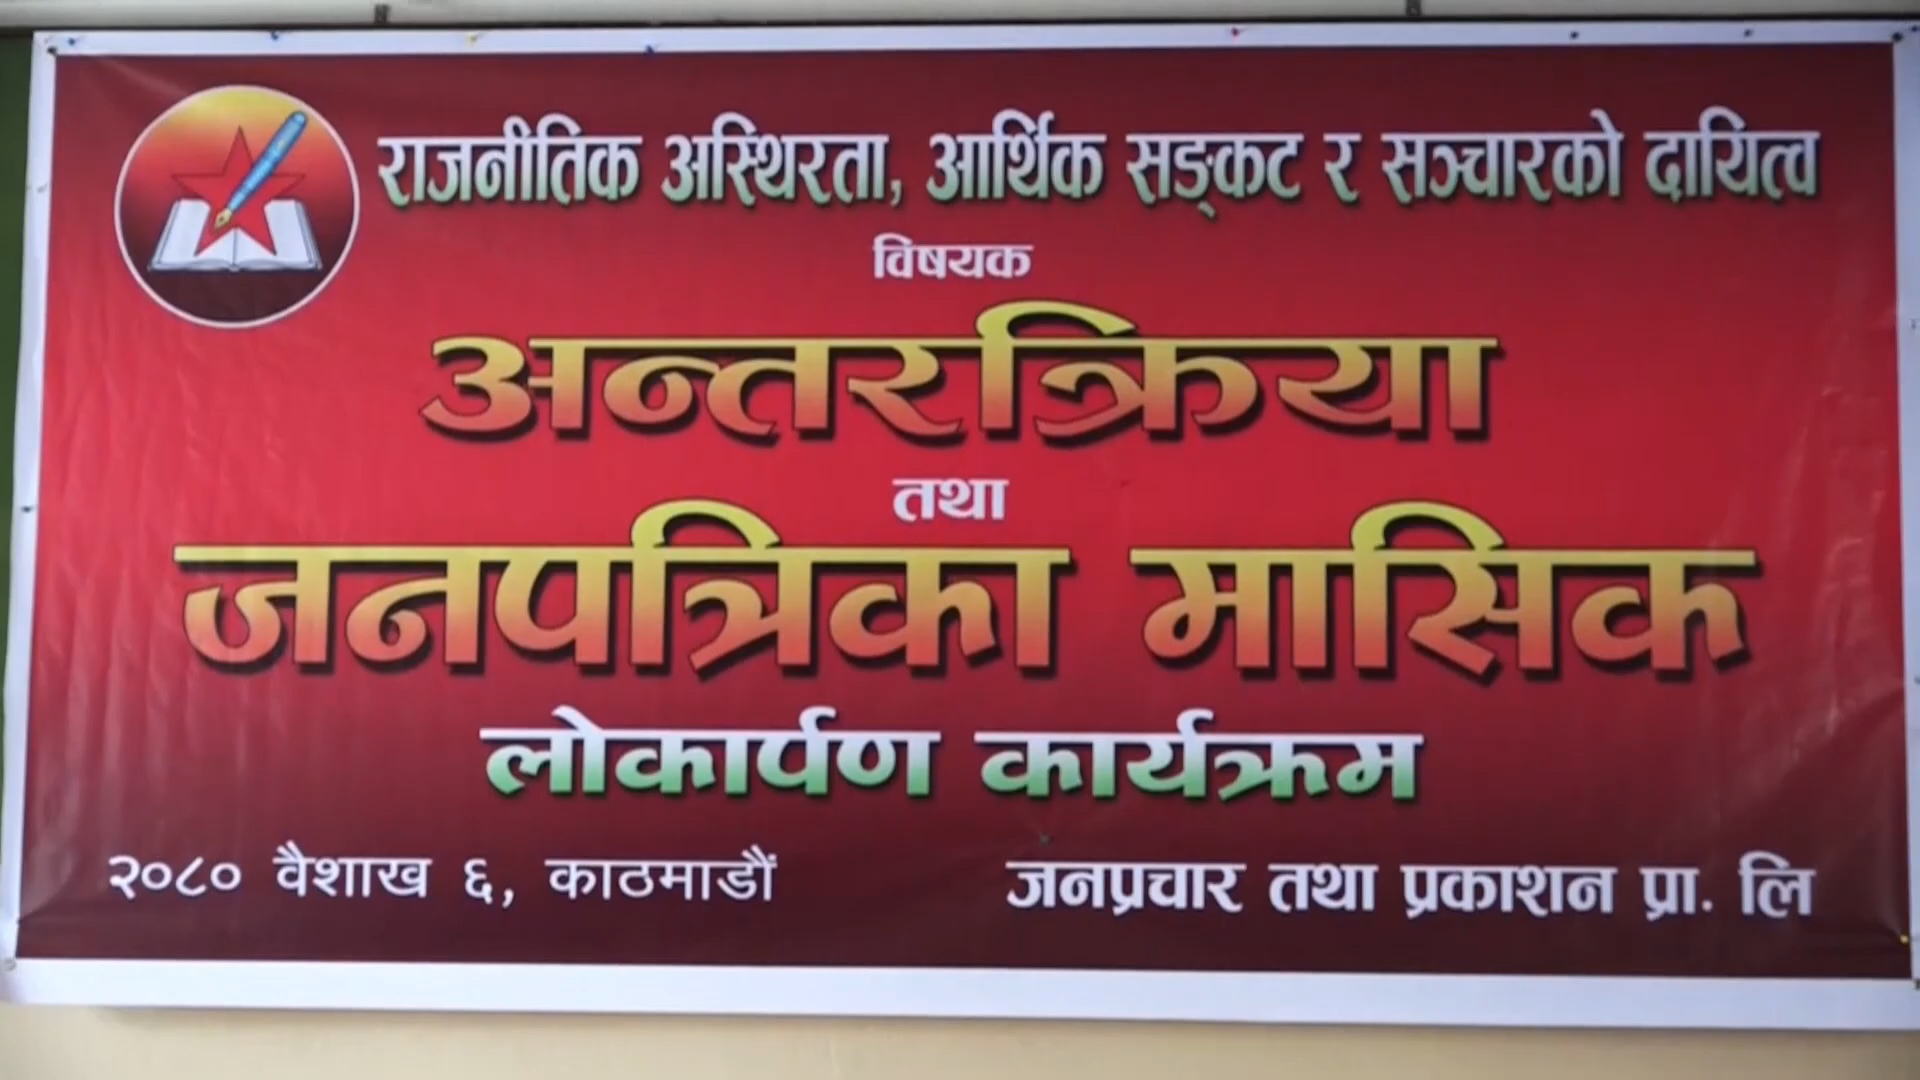 राजनीतिक अस्थिरता, आर्थिक सङ्कट र सञ्चारको दायित्व
विषयक
अन्तरक्रिया
तथा
जनपत्रिका मासिक
लोकार्पण कार्यक्रम
२०८० वैशाख ६, काठमाडौं
जनप्रचार तथा प्रकाशन प्रा. लि